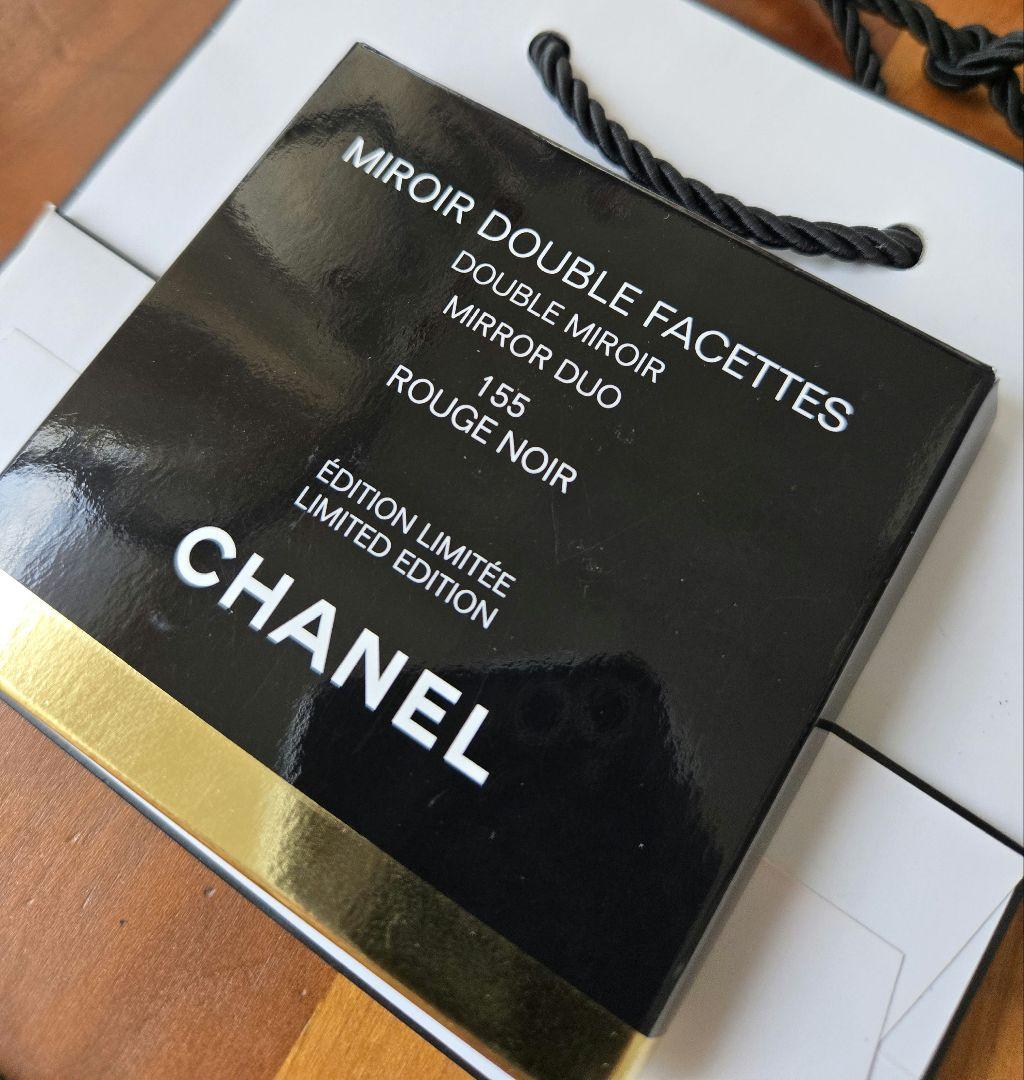 MIROIR DOUBLE FACETTES
DOUBLE MIROIR
MIRROR DUO
155
ROUGE NOIR
ÉDITION LIMITÉE
LIMITED EDITION
CHANEL